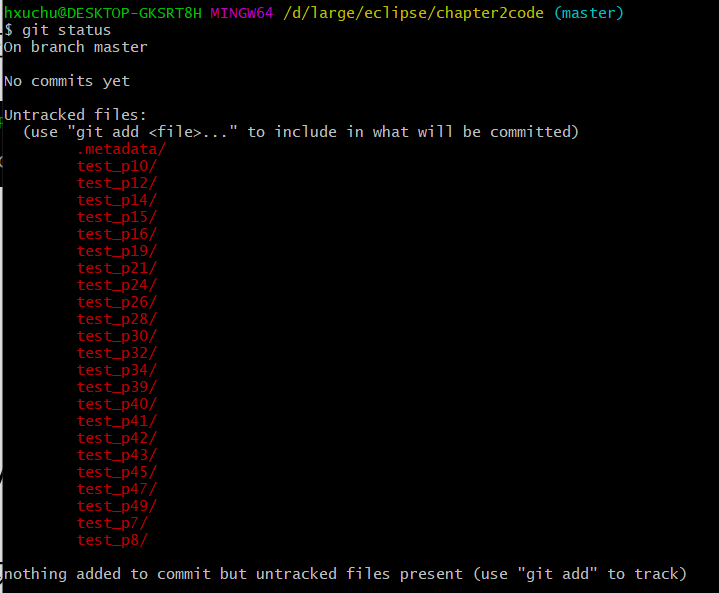 hxuchu@DESKTOP-GKSRT8H MINGW64 /d/large/eclipse/chapter2code (master)
$ git status
On branch master
No commits yet
Untracked files:
  (use "git add <file>..." to include in what will be committed)
        .metadata/
        test_p10/
        test_p12/
        test_p14/
        test_p15/
        test_p16/
        test_p19/
        test_p21/
        test_p24/
        test_p26/
        test_p28/
        test_p30/
        test_p32/
        test_p34/
        test_p39/
        test_p40/
        test_p41/
        test_p42/
        test_p43/
        test_p45/
        test_p47/
        test_p49/
        test_p7/
        test_p8/
nothing added to commit but untracked files present (use "git add" to track)